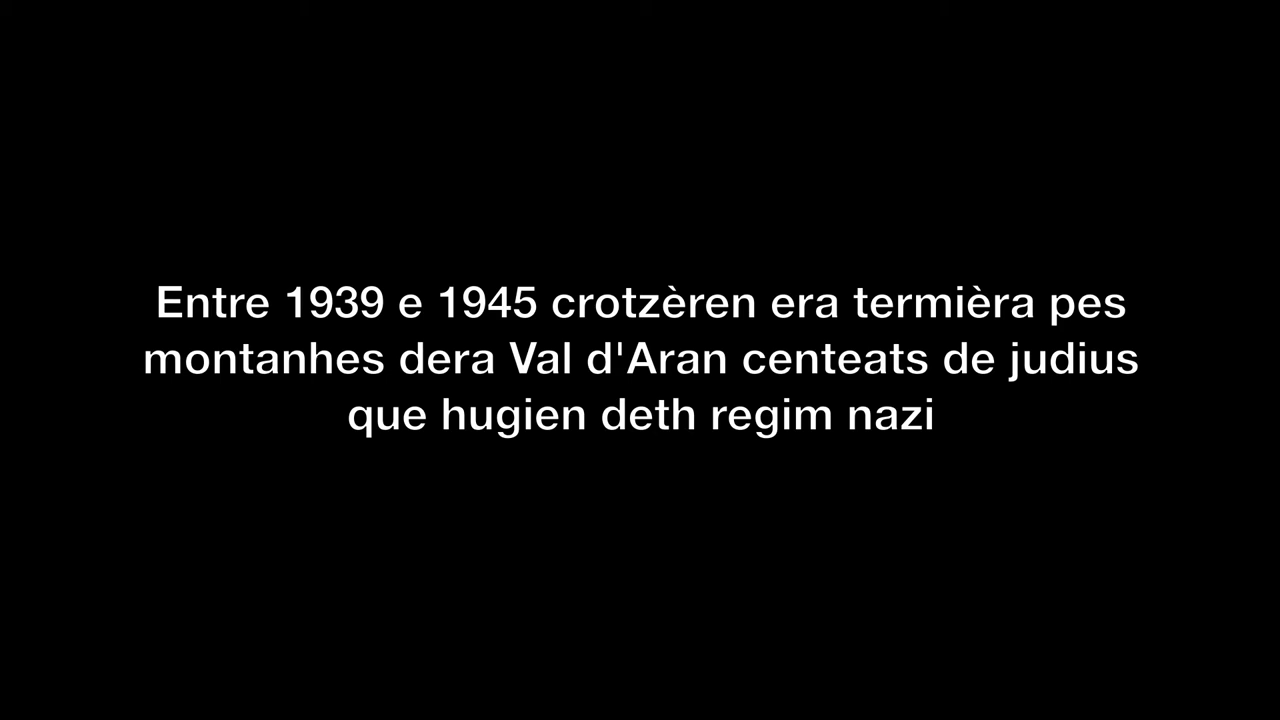 Entre 1939 e 1945 crotzèren era termièra pes
montanhes dera Val d'Aran centeats de judius
que hugien deth regim nazi